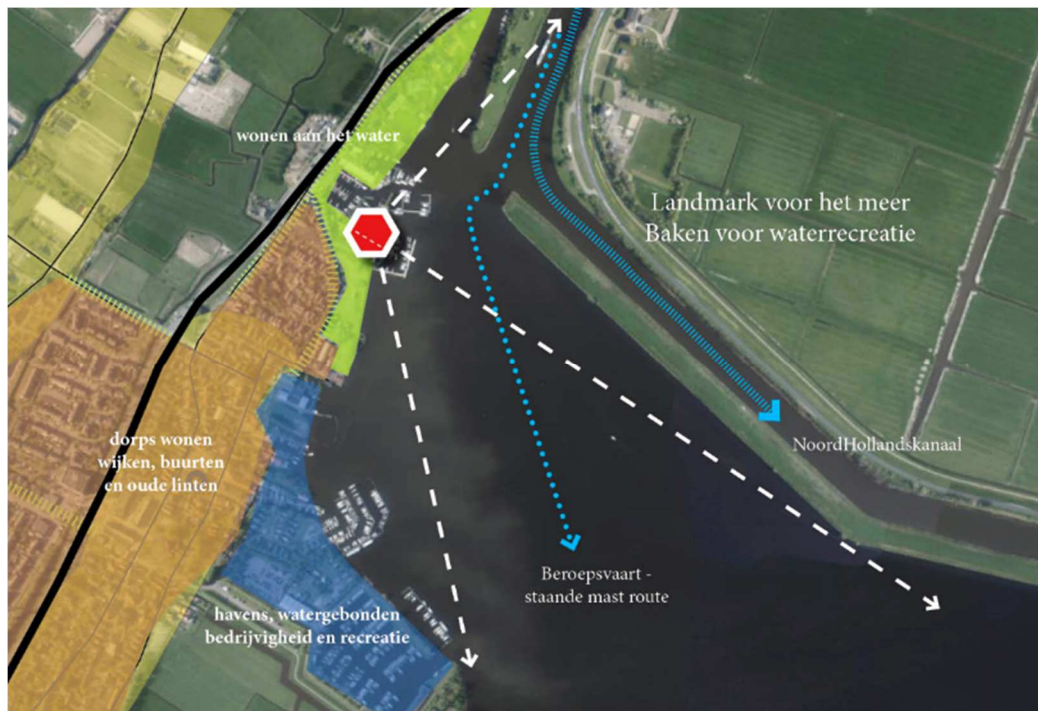 wonen aan het water
Landmark voor het meer
Baken voor waterrecreatie
NoordHollandskanaal
dorps wonen
wijken, buurten
en oude linten
Beroepsvaart -
staande mast route
havens, watergebonden
bedrijvigheid en recreatie